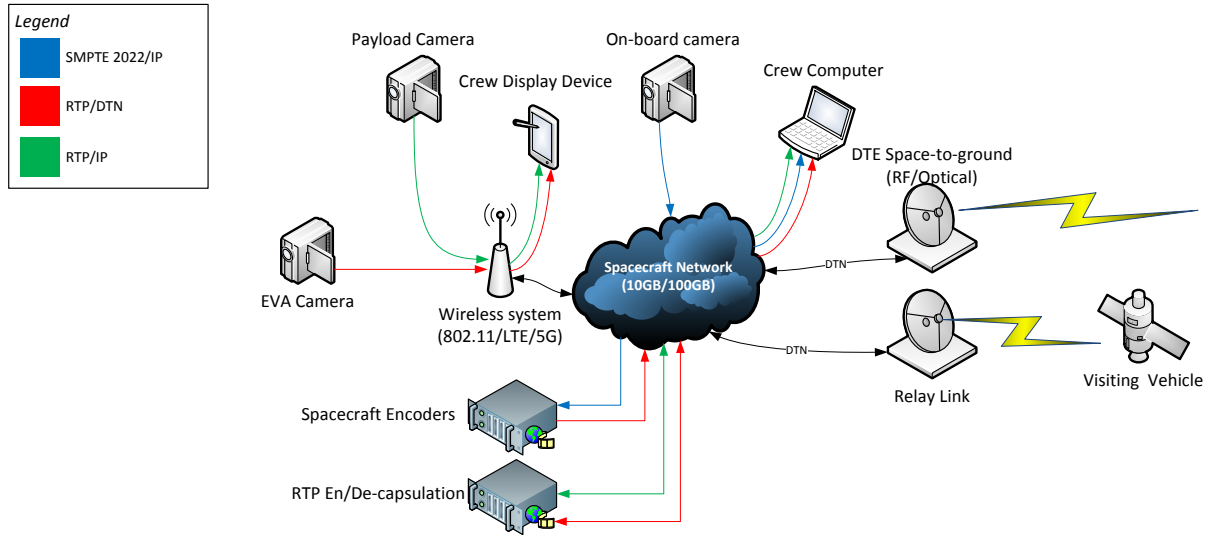 Legend
SMPTE 2022/IP
RTP/DTN
RTP/IP
Payload Camera
On-board camera
Crew Display Device
Crew Computer
DTE Space-to-ground
(RF/Optical)
Spacecraft Network
(10GB/100GB)
DTN
EVA Camera
Wireless system
(802.11/LTE/5G)
DTN
Relay Link
Visiting Vehicle
Spacecraft Encoders
RTP En/De-capsulation